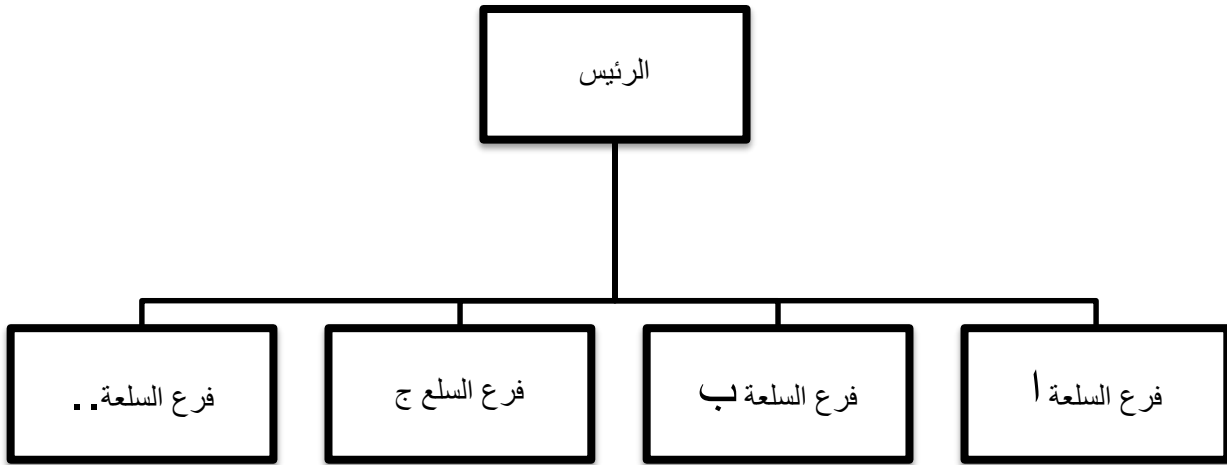 الرئيس
فرع السلعة ا
فرع السلعة ب
فرع السلع ج
فرع السلعة..